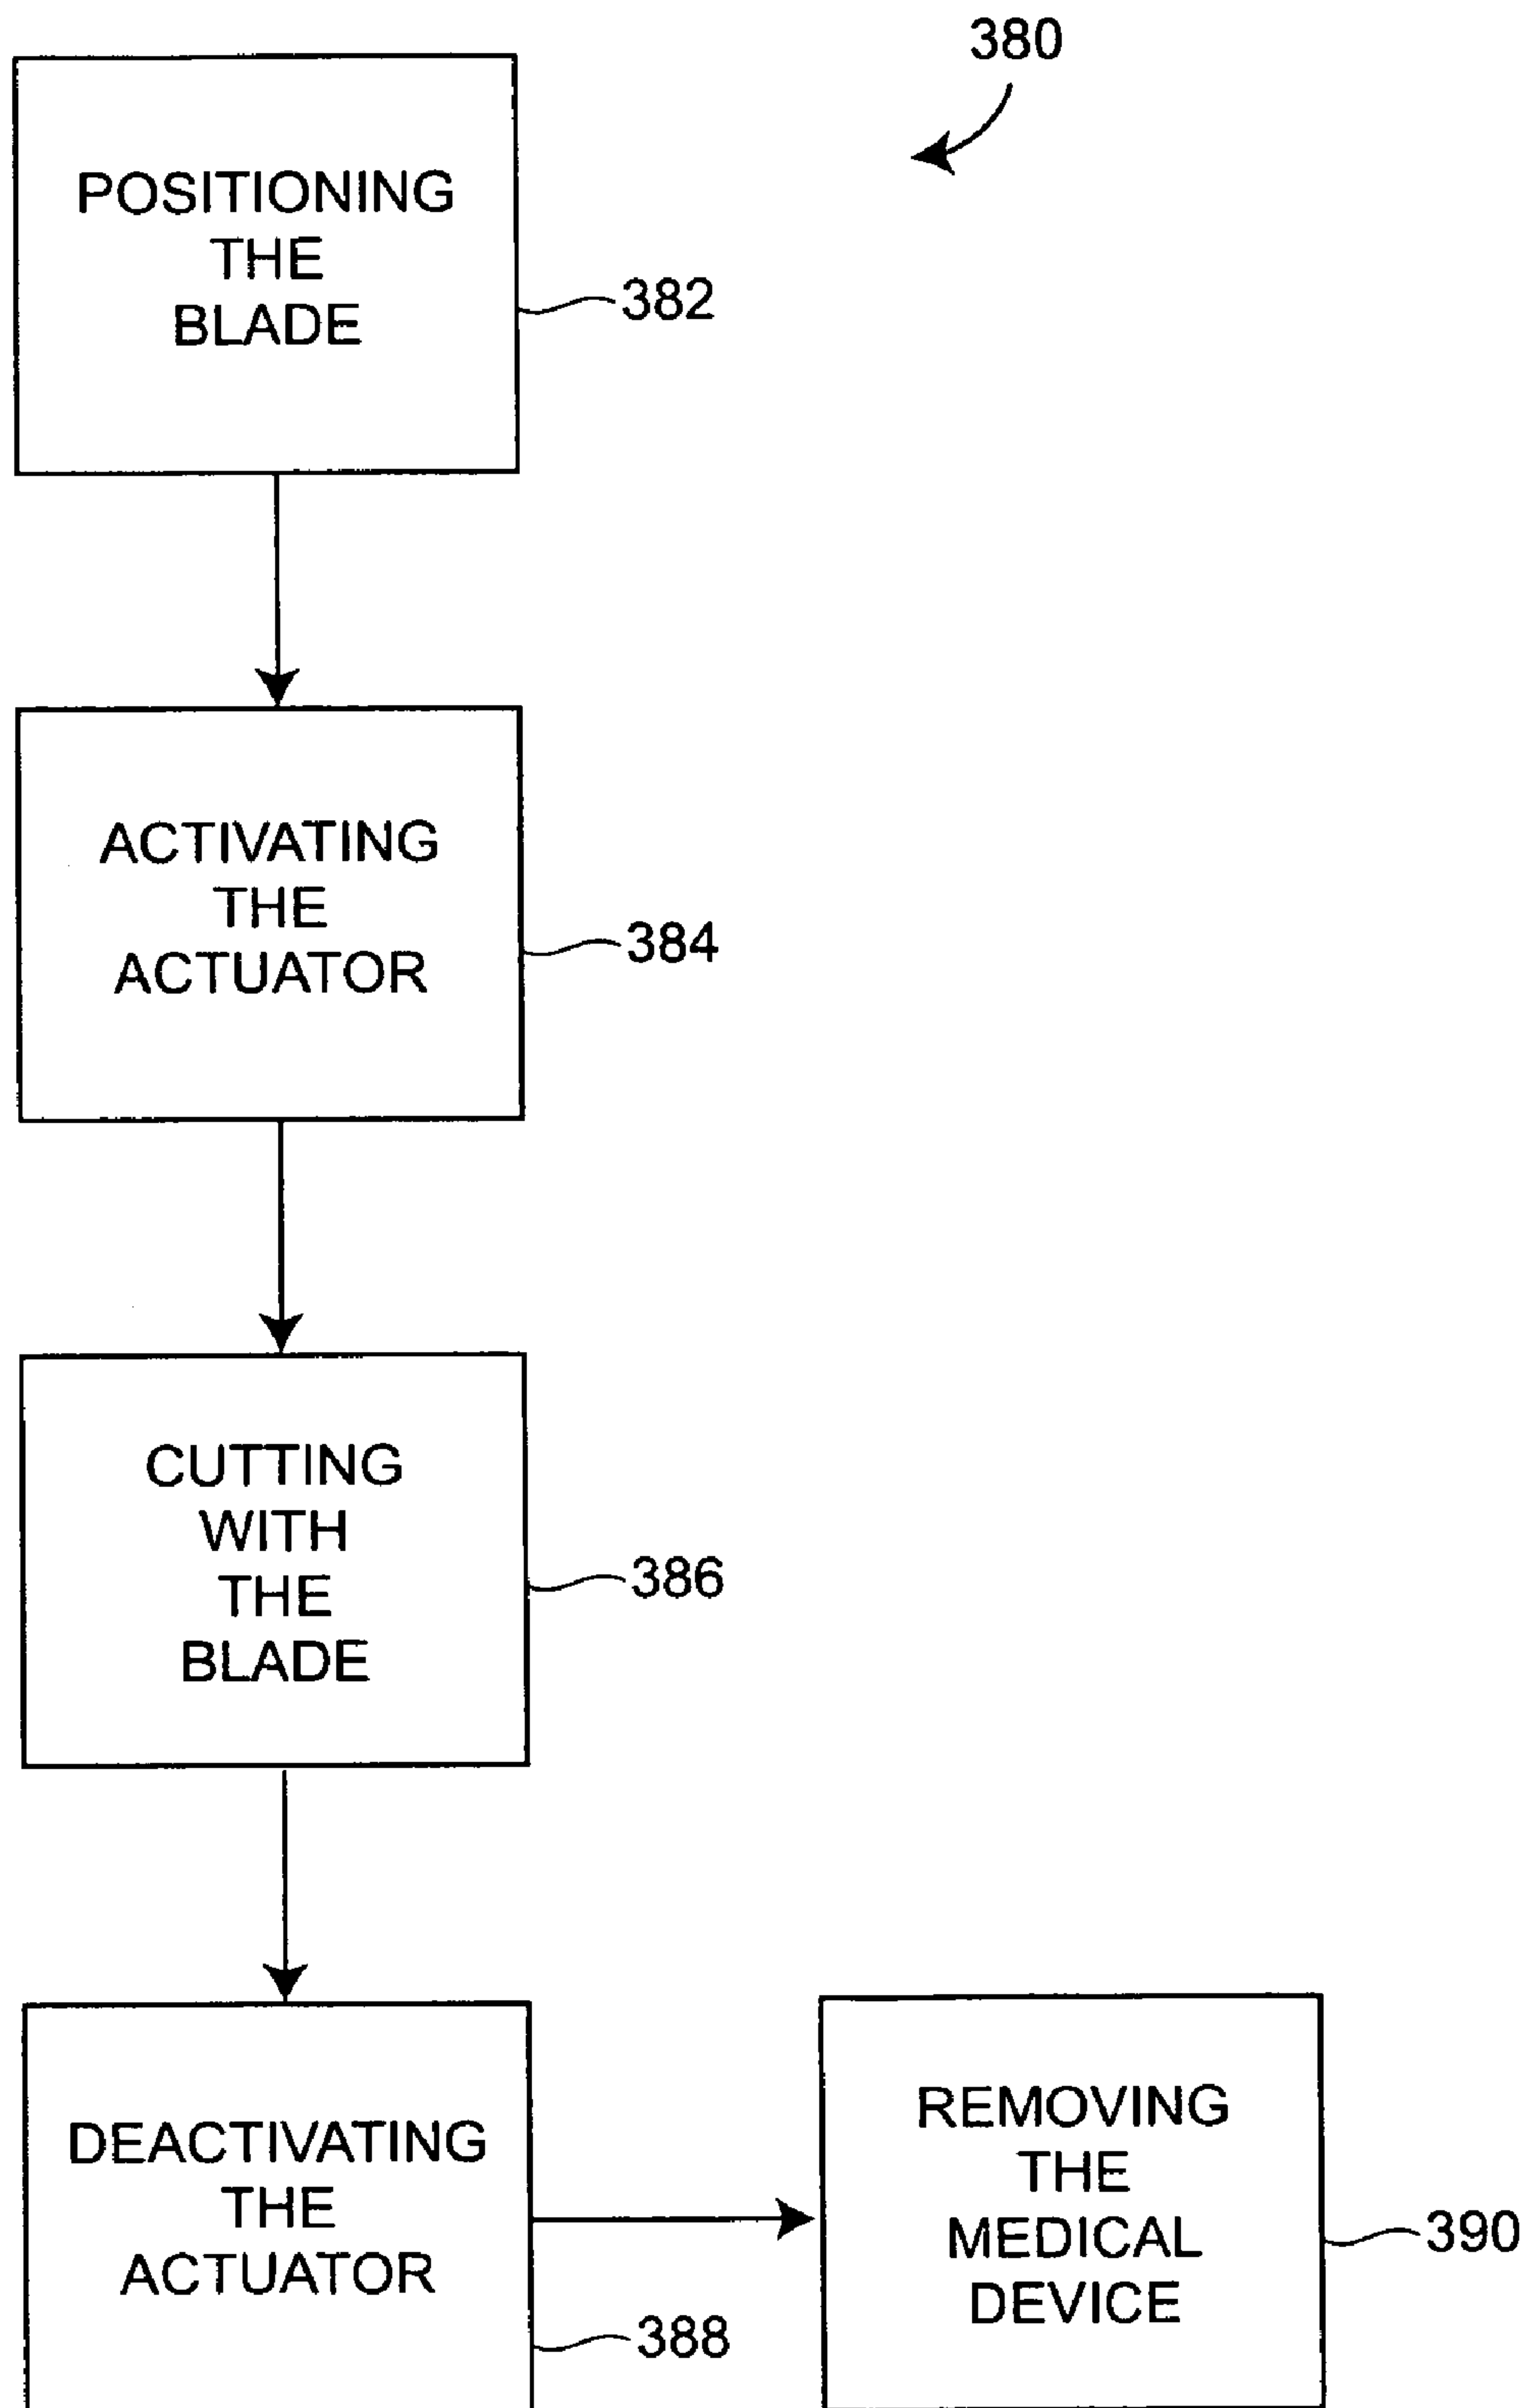 380
POSITIONING
THE
BLADE
382
ACTIVATING
THE
ACTUATOR
384
CUTTING
WITH
THE
BLADE
386
DEACTIVATING
THE
ACTUATOR
388
REMOVING
THE
MEDICAL
DEVICE
390